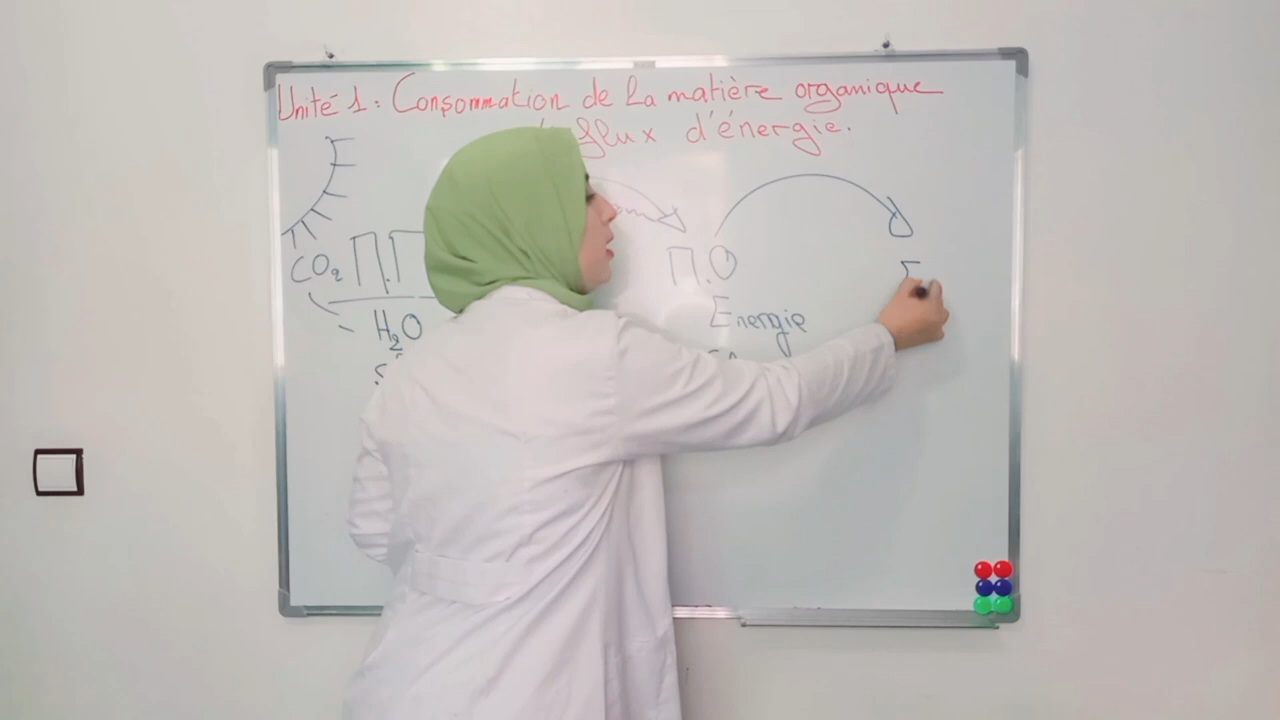 Unité 1 : Consommation de la matière organique
flux d'énergie.
CO₂ M.M
M.O
H₂O
Energie